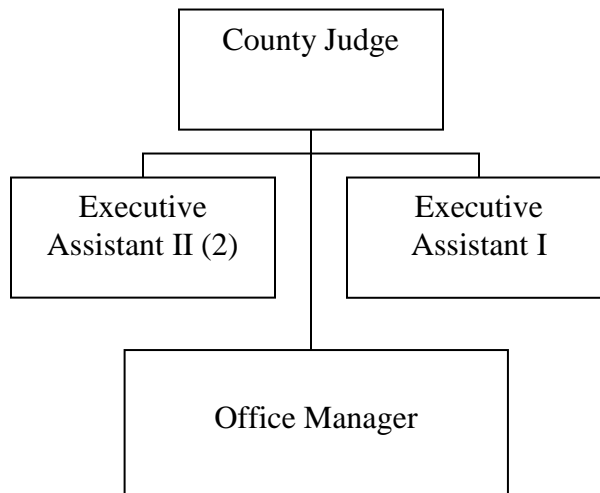 County Judge
Executive
Assistant II (2)
Executive
Assistant I
Office Manager